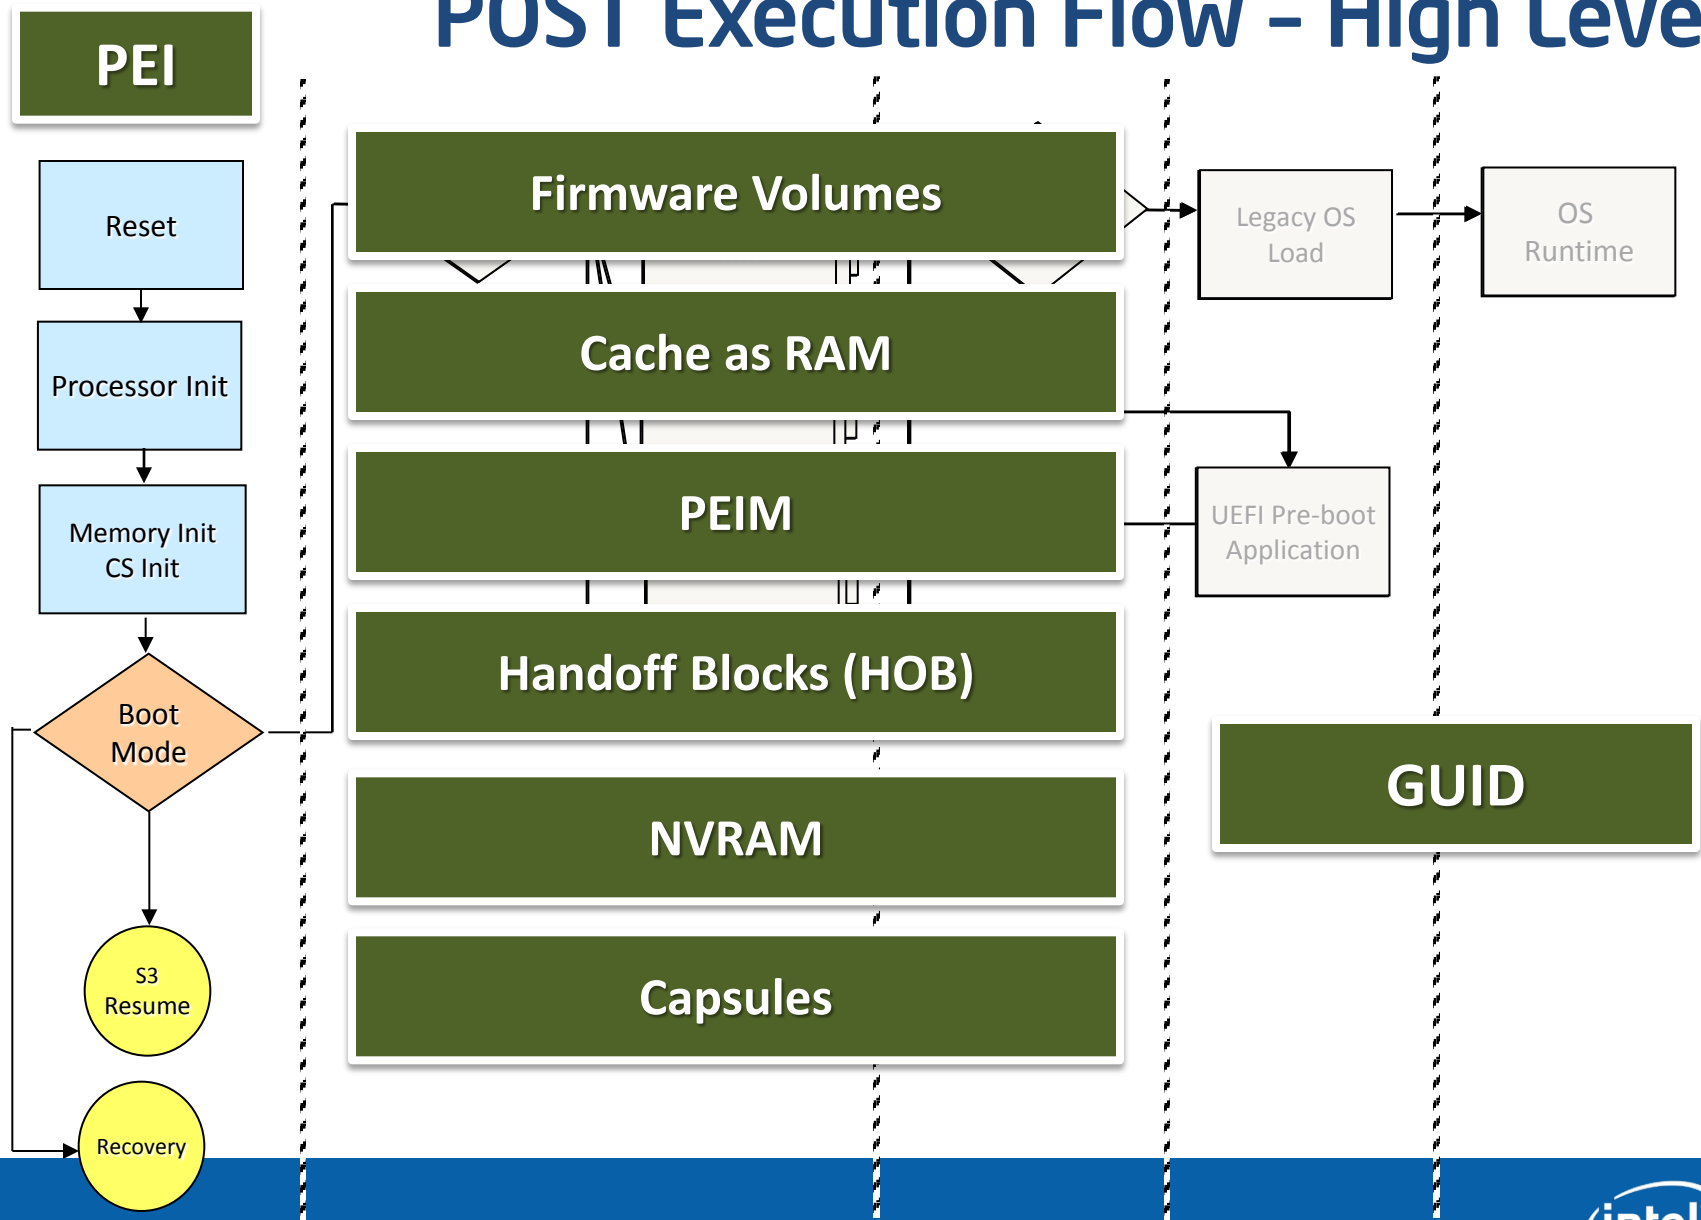 POST Execution Flow – High Leve
PEI
Reset
Processor Init
Memory Init
CS Init
Boot
Mode
S3
Resume
Recovery
Firmware Volumes
Cache as RAM
PEIM
Handoff Blocks (HOB)
NVRAM
Capsules
Legacy OS
Load
OS
Runtime
UEFI Pre-boot
Application
GUID
intel